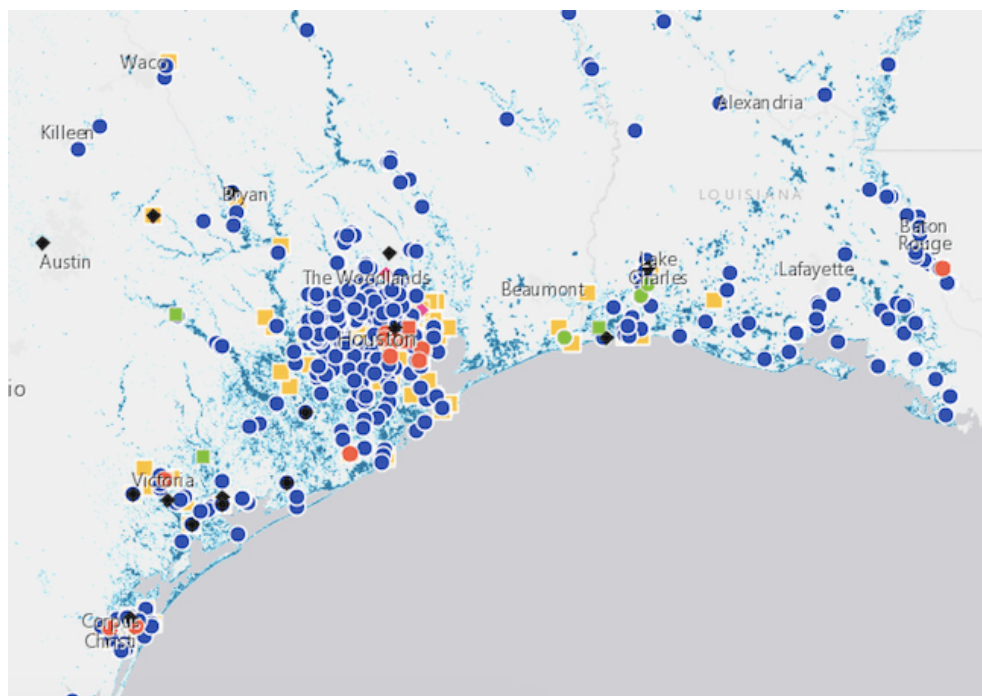 Waco
Alexandria
Killeen
Bryan
LOUISIANA
Baton
Rouge
Austin
Lake
Charles
The Woodlands
Lafayette
Beaumont
Houston
io
Victoria
Corpus
Christi